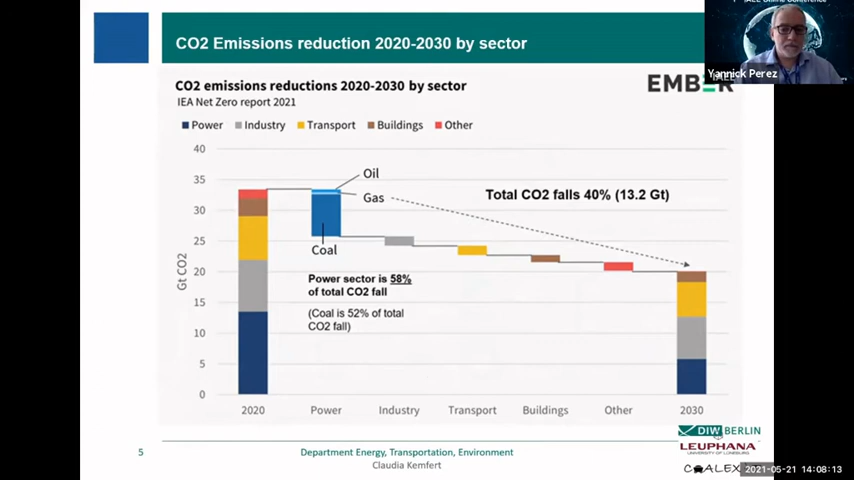 CO2 Emissions reduction 2020-2030 by sector
IAEE Online Conference
Yannick Perez
CO2 emissions reductions 2020-2030 by sector
EMBER
IEA Net Zero report 2021
Power Industry Transport Buildings Other
40
35
30
25
20
15
10
5
0
Gt CO2
Oil
Gas
Coal
Total CO2 falls 40% (13.2 Gt)
Power sector is 58%
of total CO2 fall
(Coal is 52% of total
CO2 fall)
2020 Power Industry Transport Buildings Other 2030
DIW BERLIN
LEUPHANA
UNIVERSITY OF LÜNEBURG
COALEX
5
Department Energy, Transportation, Environment
Claudia Kemfert
2021-05-21 14:08:13